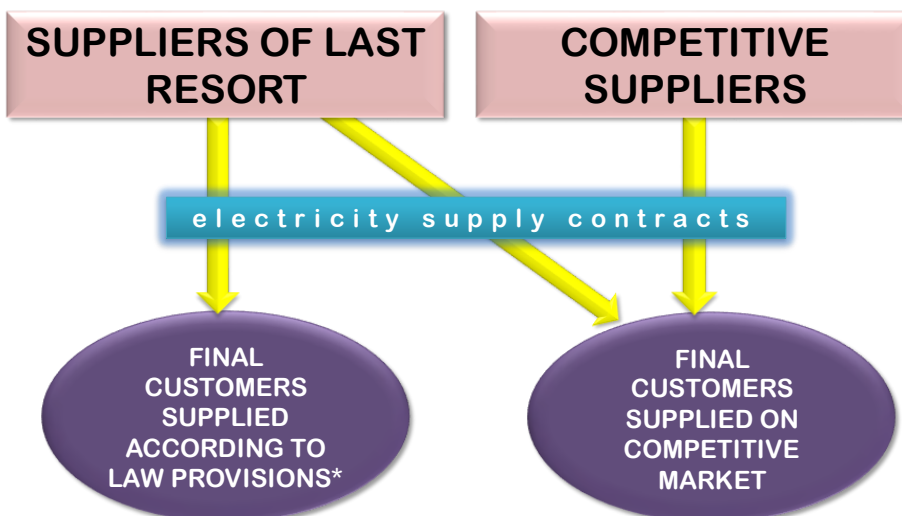 SUPPLIERS OF LAST
RESORT
COMPETITIVE
SUPPLIERS
electricity supply contracts
FINAL
CUSTOMERS
SUPPLIED
ACCORDING TO
LAW PROVISIONS*
FINAL
CUSTOMERS
SUPPLIED ON
COMPETITIVE
MARKET